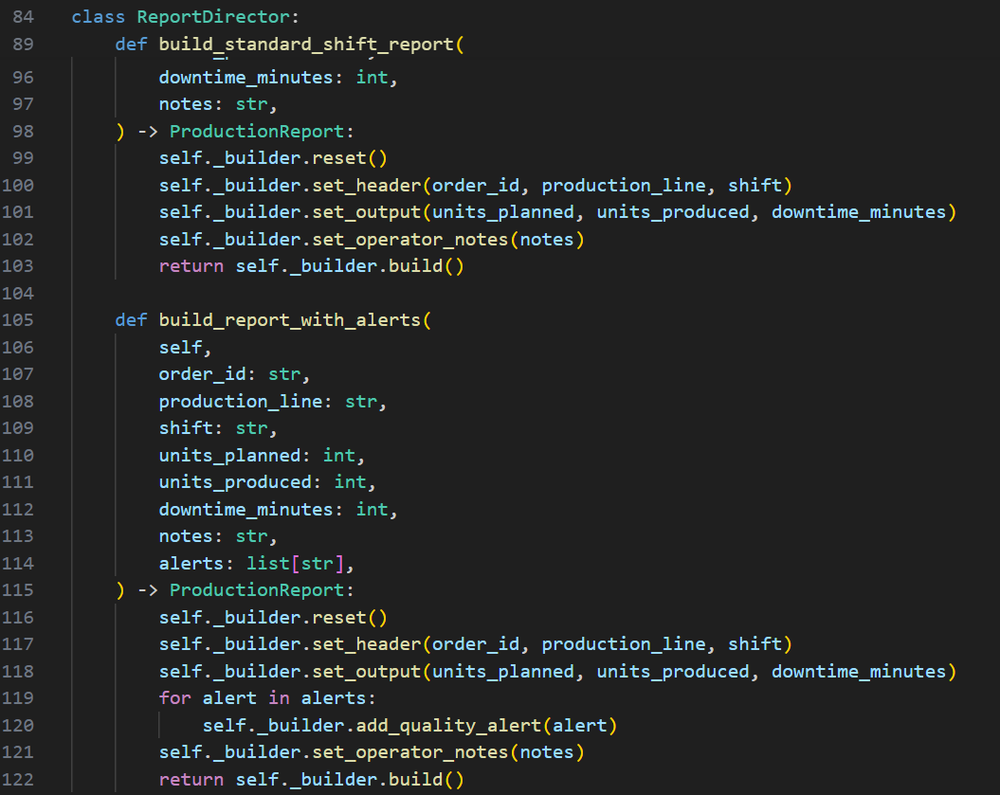 84 class ReportDirector:
89     def build_standard_shift_report(
96         downtime_minutes: int,
97         notes: str,
98     ) -> ProductionReport:
99         self._builder.reset()
100         self._builder.set_header(order_id, production_line, shift)
101         self._builder.set_output(units_planned, units_produced, downtime_minutes)
102         self._builder.set_operator_notes(notes)
103         return self._builder.build()
104
105     def build_report_with_alerts(
106         self,
107         order_id: str,
108         production_line: str,
109         shift: str,
110         units_planned: int,
111         units_produced: int,
112         downtime_minutes: int,
113         notes: str,
114         alerts: list[str],
115     ) -> ProductionReport:
116         self._builder.reset()
117         self._builder.set_header(order_id, production_line, shift)
118         self._builder.set_output(units_planned, units_produced, downtime_minutes)
119         for alert in alerts:
120             self._builder.add_quality_alert(alert)
121         self._builder.set_operator_notes(notes)
122         return self._builder.build()